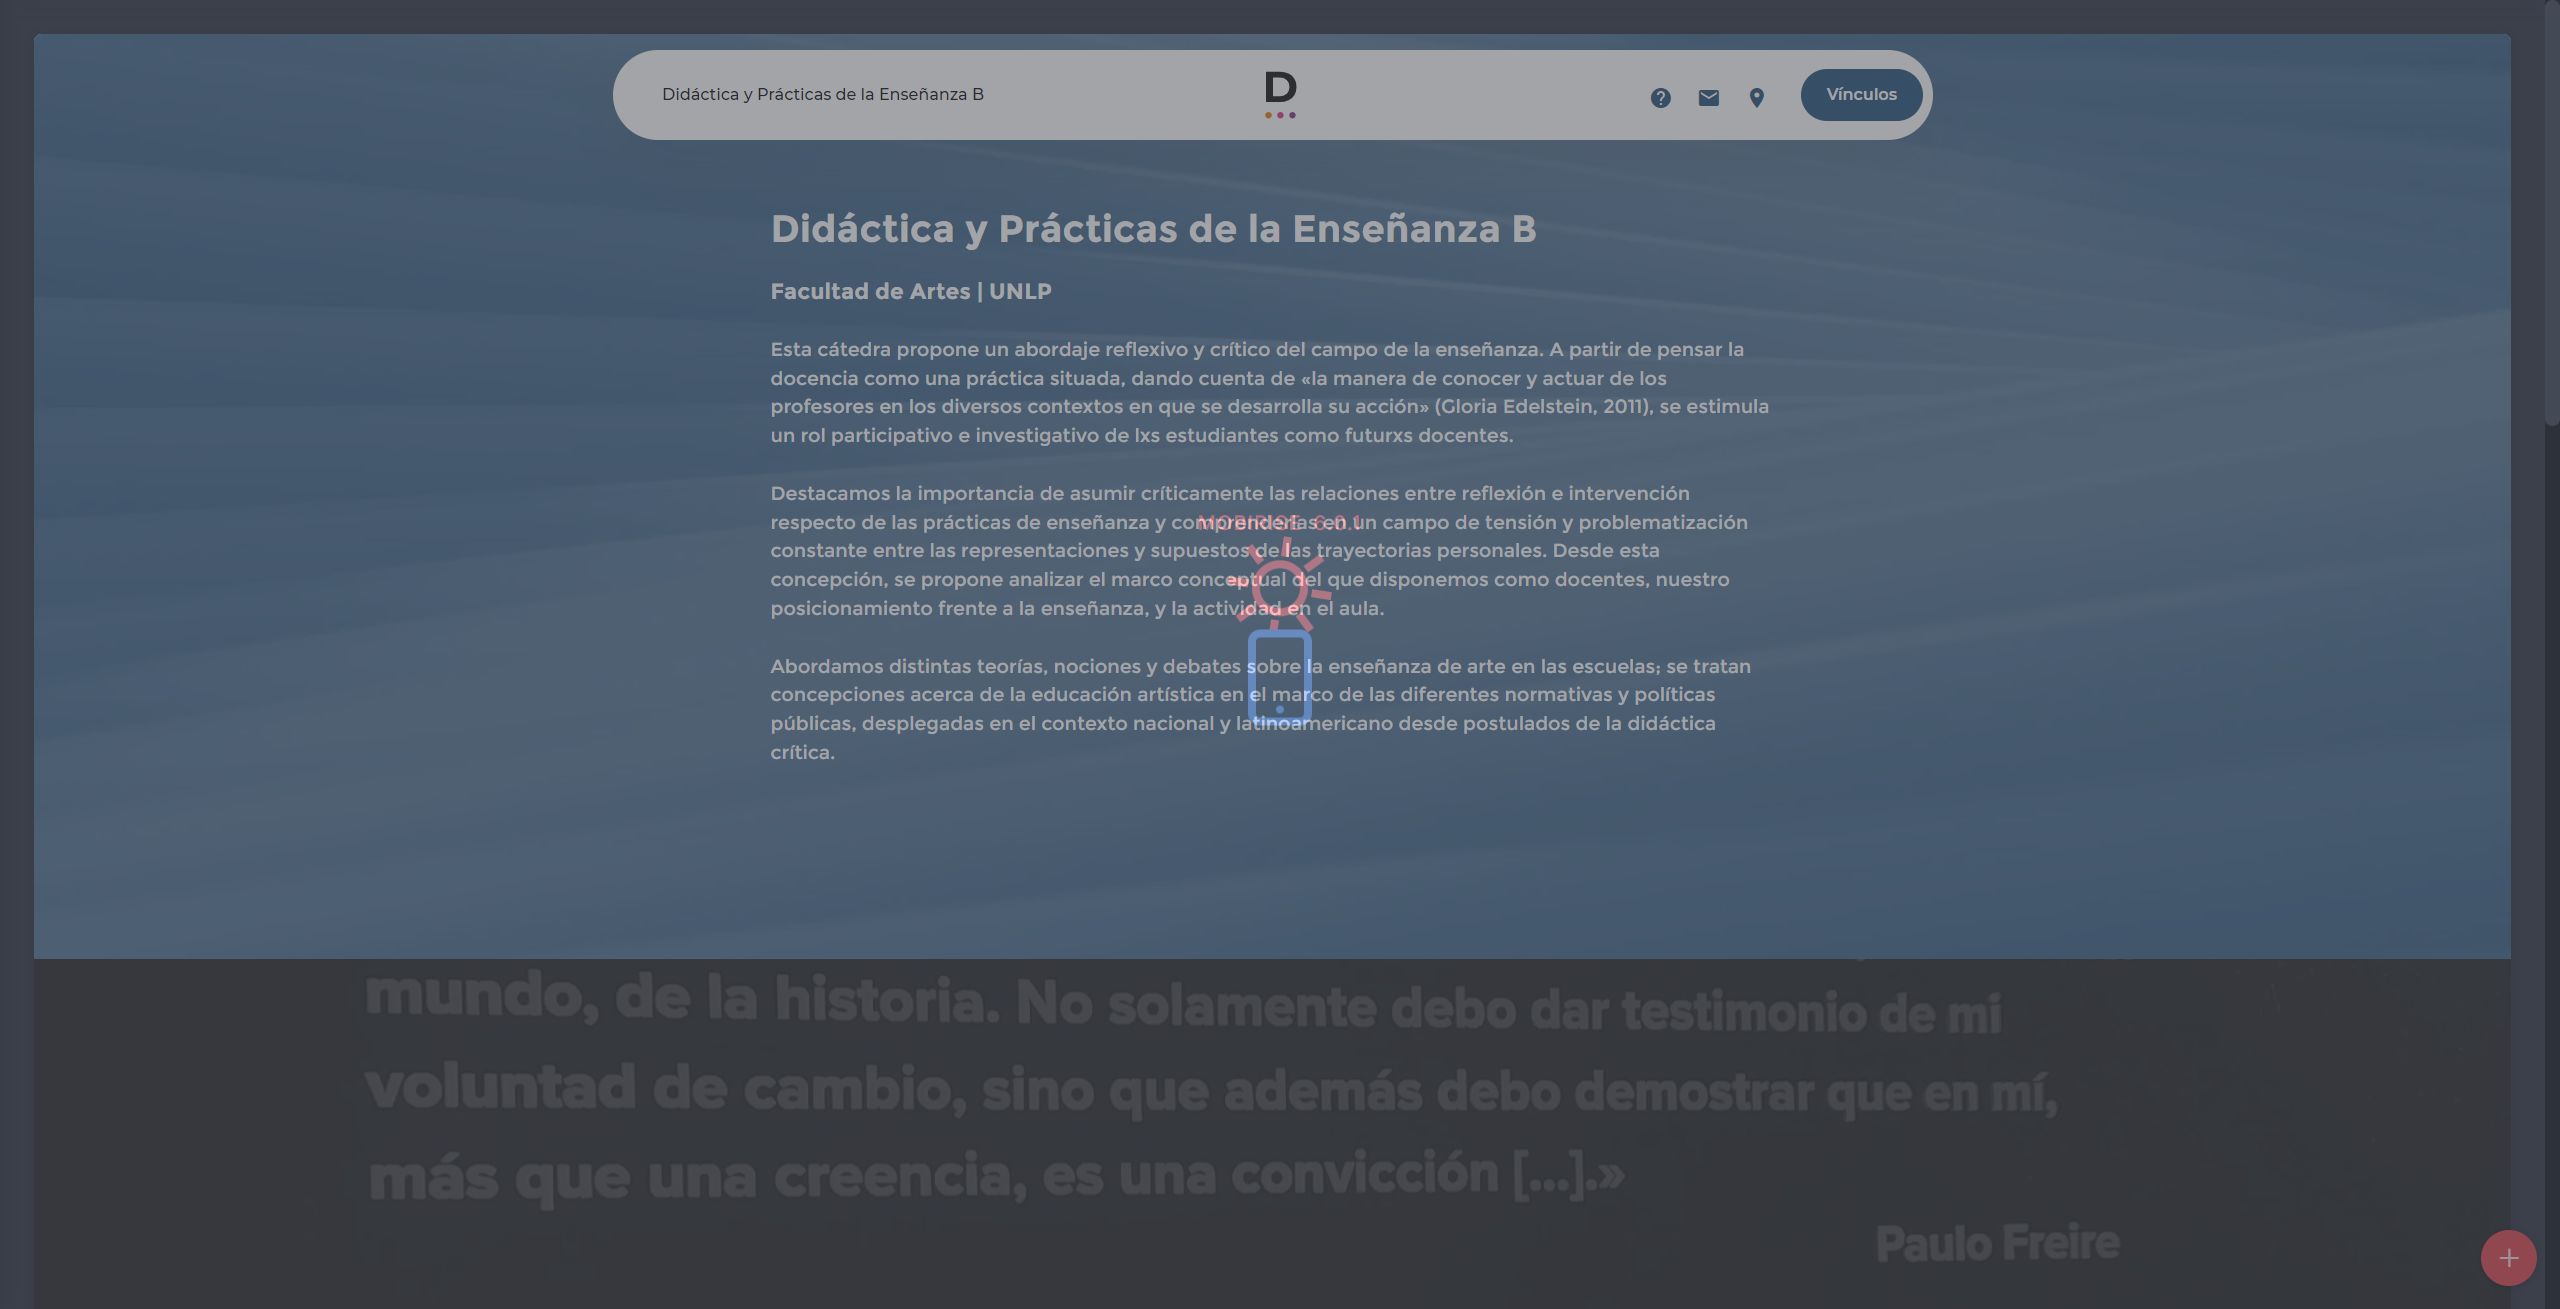 Didáctica y Prácticas de la Enseñanza B
D
Vínculos
Didáctica y Prácticas de la Enseñanza B
Facultad de Artes | UNLP
Esta cátedra propone un abordaje reflexivo y crítico del campo de la enseñanza. A partir de pensar la
docencia como una práctica situada, dando cuenta de «la manera de conocer y actuar de los
profesores en los diversos contextos en que se desarrolla su acción» (Gloria Edelstein, 2011), se estimula
un rol participativo e investigativo de lxs estudiantes como futurxs docentes.
Destacamos la importancia de asumir críticamente las relaciones entre reflexión e intervención
respecto de las prácticas de enseñanza y comprenderlas en un campo de tensión y problematización
MOBIRISE 6.0.1
constante entre las representaciones y supuestos de las trayectorias personales. Desde esta
concepción, se propone analizar el marco conceptual del que disponemos como docentes, nuestro
posicionamiento frente a la enseñanza, y la actividad en el aula.
Abordamos distintas teorías, nociones y debates sobre la enseñanza de arte en las escuelas; se tratan
concepciones acerca de la educación artística en el marco de las diferentes normativas y políticas
públicas, desplegadas en el contexto nacional y latinoamericano desde postulados de la didáctica
crítica.
mundo, de la historia. No solamente debo dar testimonio de mi
voluntad de cambio, sino que además debo demostrar que en mí,
más que una creencia, es una convicción [...].»
Paulo Freire